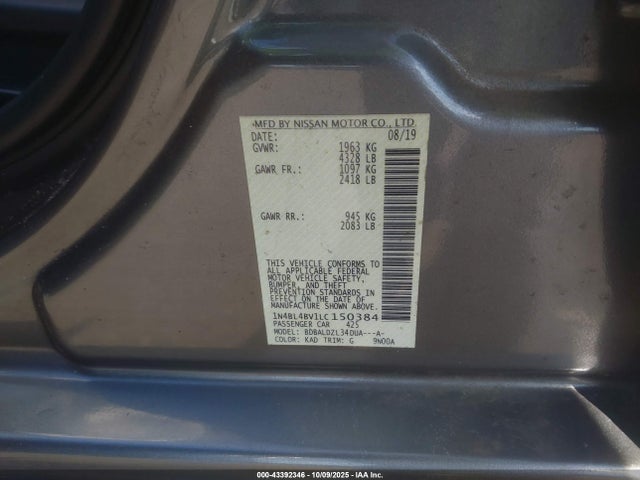 MFD BY NISSAN MOTOR CO., LTD.
DATE: 08/19
GVWR: 1963 KG
4328 LB
GAWR FR.: 1097 KG
2418 LB
GAWR RR.: 945 KG
2083 LB
THIS VEHICLE CONFORMS TO
ALL APPLICABLE FEDERAL
MOTOR VEHICLE SAFETY,
BUMPER, AND THEFT
PREVENTION STANDARDS IN
EFFECT ON THE DATE OF
MANUFACTURE SHOWN ABOVE.
1N4BL4BV1LC150384
PASSENGER CAR 425
MODEL: BDBALDZL34DUA---A-
COLOR: KAD TRIM: G 9N00A
000-43392346 - 10/09/2025 - IAA Inc.